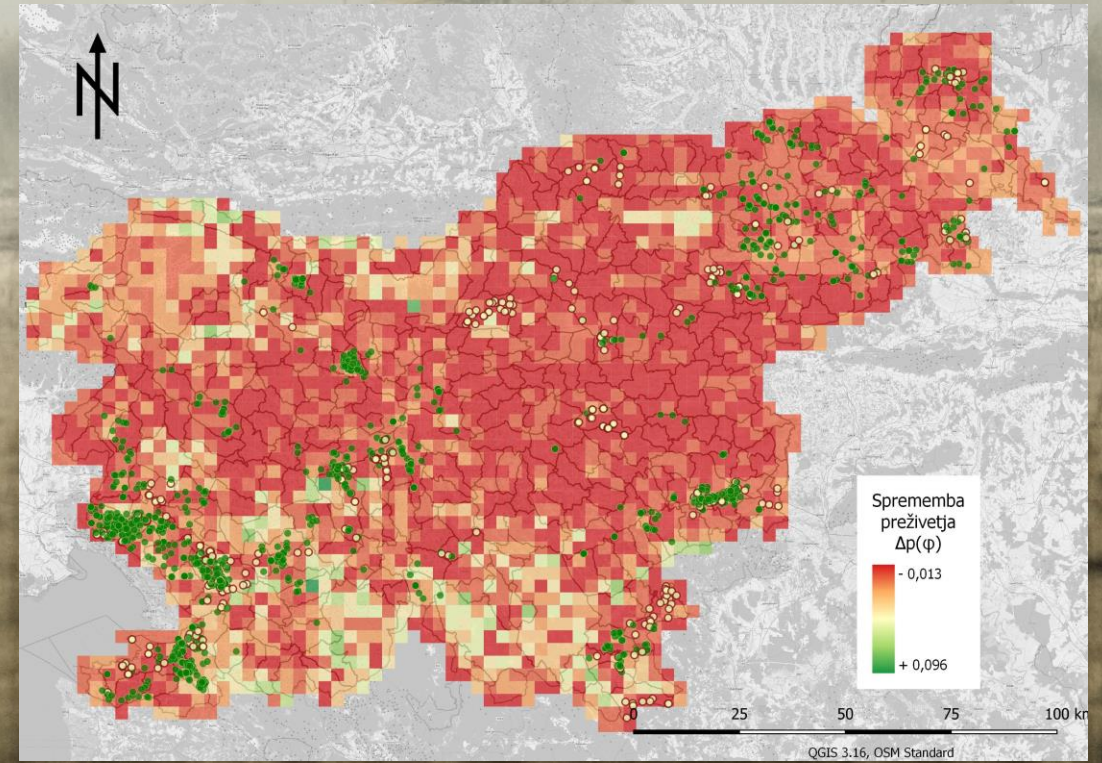 N
Sprememba
preživetja
Δp(φ)
- 0,013
+ 0,096
0 25 50 75 100 km
QGIS 3.16, OSM Standard